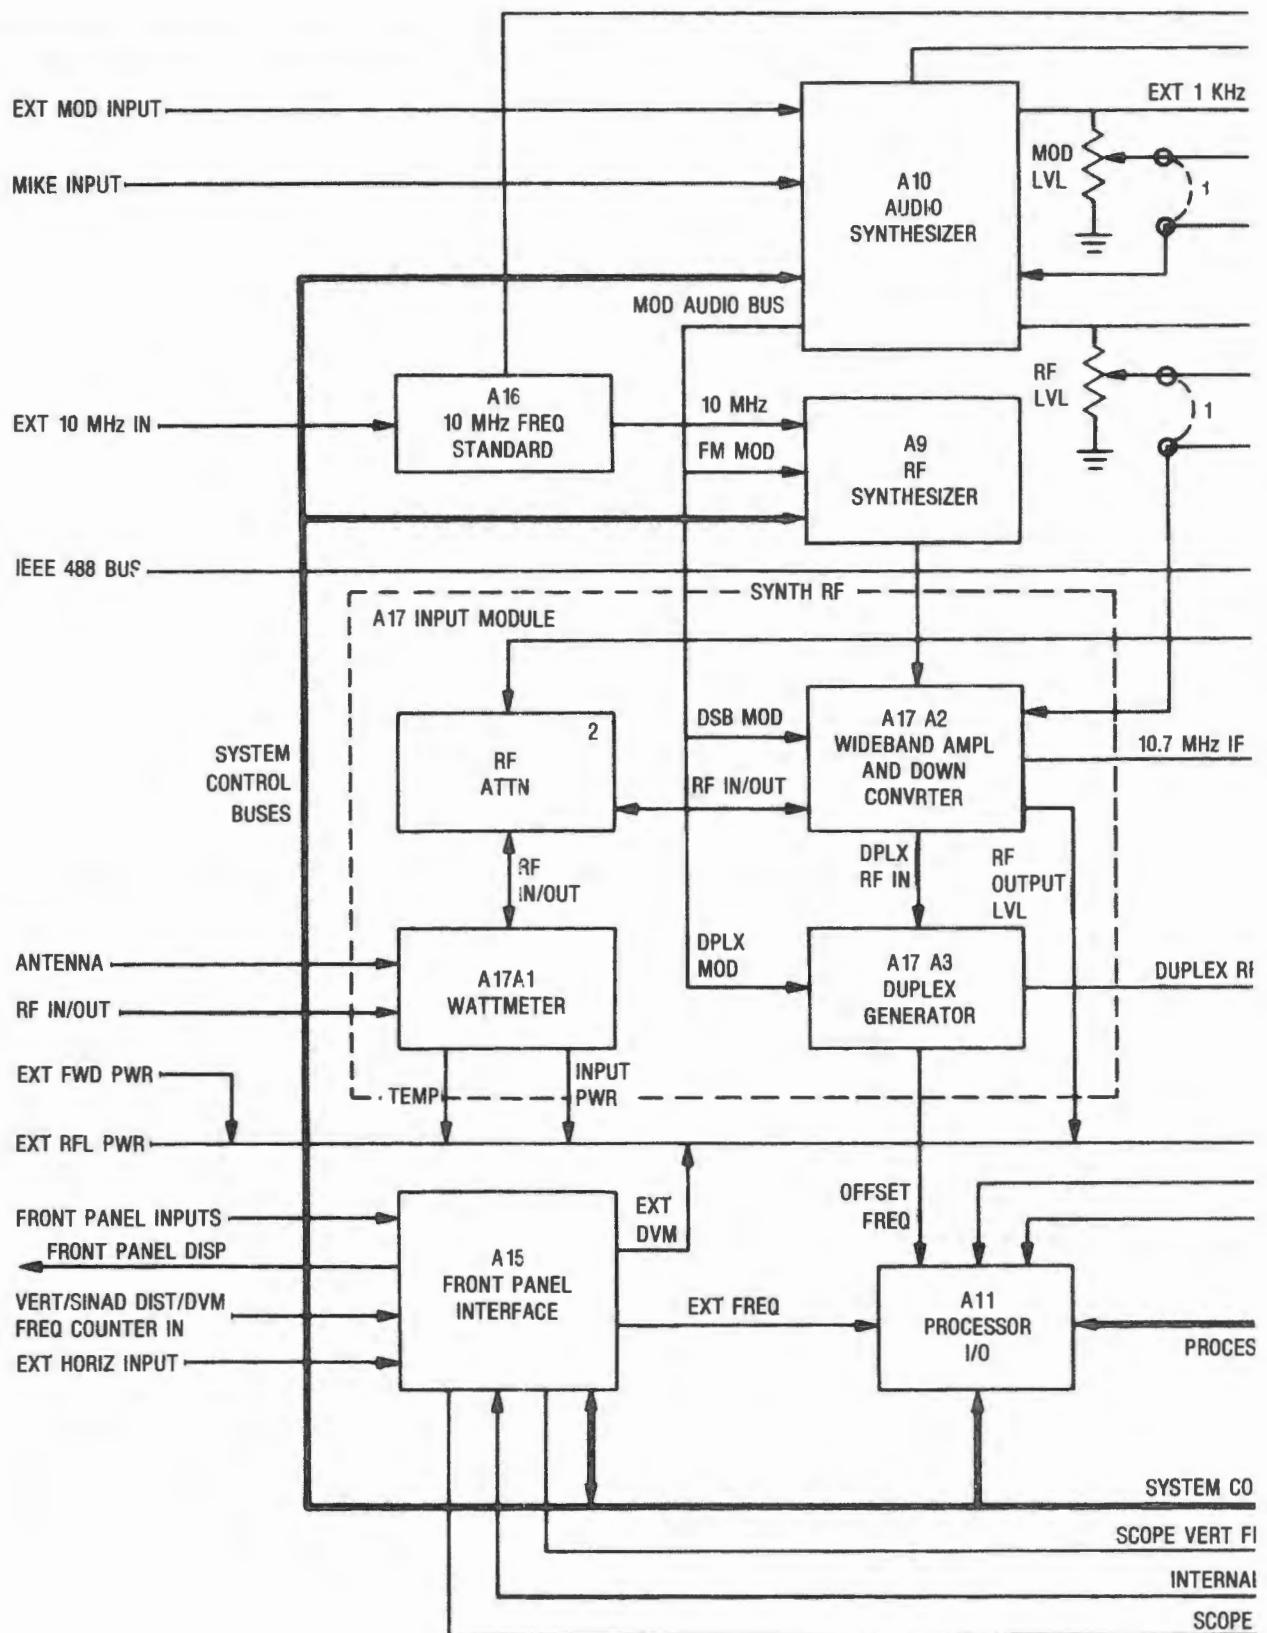 EXT 1 KHz
EXT MOD INPUT
MOD
LVL
1
MIKE INPUT
A10
AUDIO
SYNTHESIZER
MOD AUDIO BUS
RF
LVL
1
A16
10 MHz FREQ
STANDARD
EXT 10 MHz IN
10 MHz
FM MOD
A9
RF
SYNTHESIZER
IEEE 488 BUS
SYNTH RF
A17 INPUT MODULE
2
RF
ATTN
DSB MOD
A17 A2
WIDEBAND AMPL
AND DOWN
CONVRTER
10.7 MHz IF
SYSTEM
CONTROL
BUSES
RF IN/OUT
RF
IN/OUT
DPLX
RF IN
RF
OUTPUT
LVL
ANTENNA
RF IN/OUT
A17A1
WATTMETER
DPLX
MOD
A17 A3
DUPLEX
GENERATOR
DUPLEX RF
EXT FWD PWR
TEMP
INPUT
PWR
EXT RFL PWR
FRONT PANEL INPUTS
FRONT PANEL DISP
VERT/SINAD DIST/DVM
FREQ COUNTER IN
EXT HORIZ INPUT
A15
FRONT PANEL
INTERFACE
EXT
DVM
OFFSET
FREQ
EXT FREQ
A11
PROCESSOR
I/O
PROCES
SYSTEM CO
SCOPE VERT
INTERNAL
SCOPE